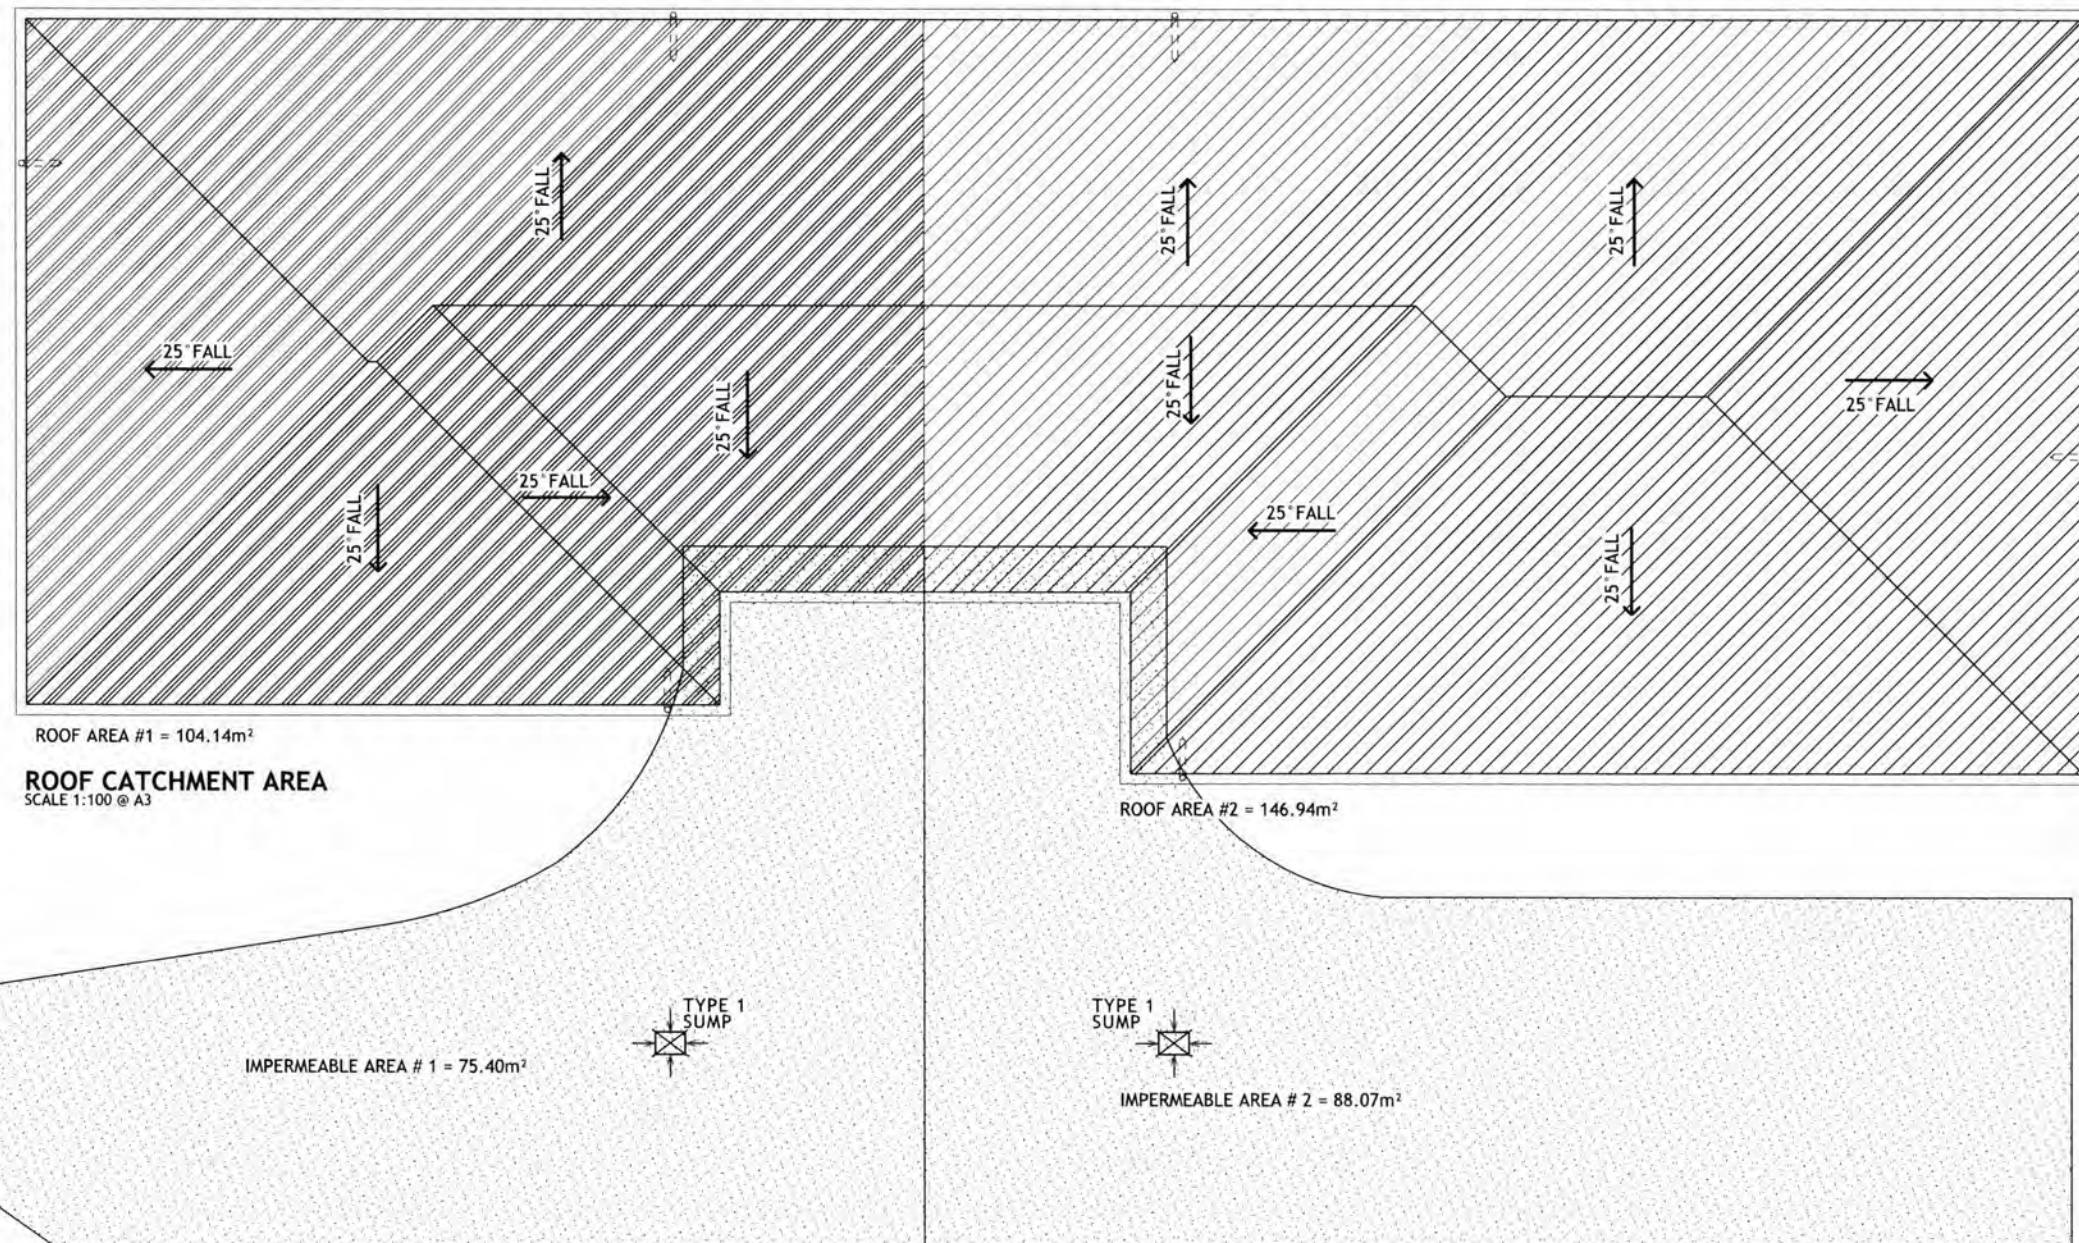 25°FALL
25°FALL
25°FALL
25°FALL
25°FALL
25°FALL
25°FALL
25°FALL
25°FALL
25°FALL
25°FALL
ROOF AREA #1 = 104.14m²
ROOF CATCHMENT AREA
SCALE 1:100 @ A3
ROOF AREA #2 = 146.94m²
TYPE 1
SUMP
TYPE 1
SUMP
IMPERMEABLE AREA # 1 = 75.40m²
IMPERMEABLE AREA # 2 = 88.07m²